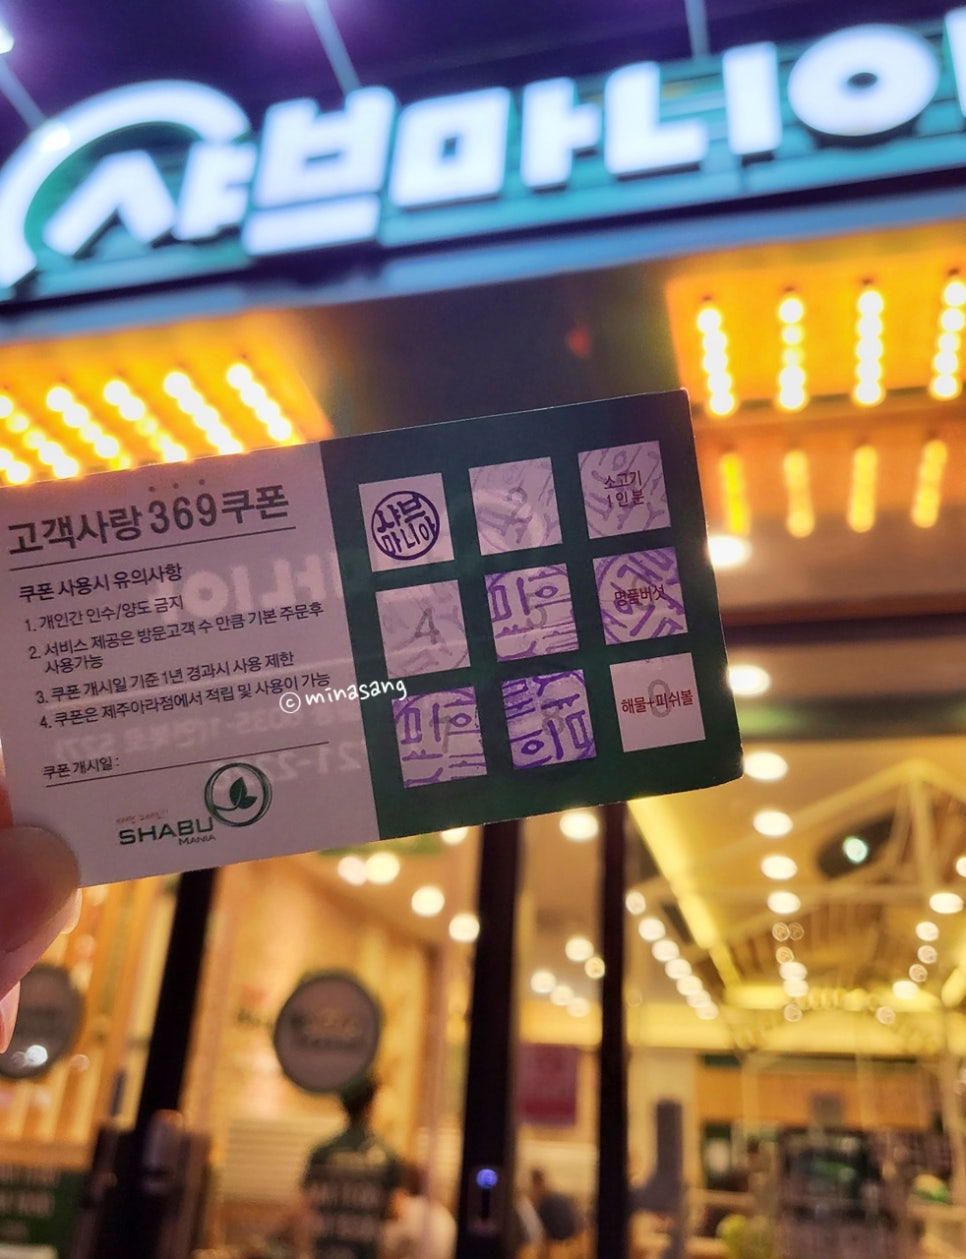 샤브마니아
고객사랑 369쿠폰
쿠폰 사용시 유의사항
1. 개인간 인수/양도 금지
2. 서비스 제공은 방문고객 수 만큼 기본 주문후
사용가능
3. 쿠폰 개시일 기준 1년 경과시 사용 제한
4. 쿠폰은 제주아라점에서 적립 및 사용이 가능
쿠폰 개시일 :
SHABU
MANIA
샤브
마니아
2
소고기
1인분
4
명품버섯
해물+피쉬볼
©minasang